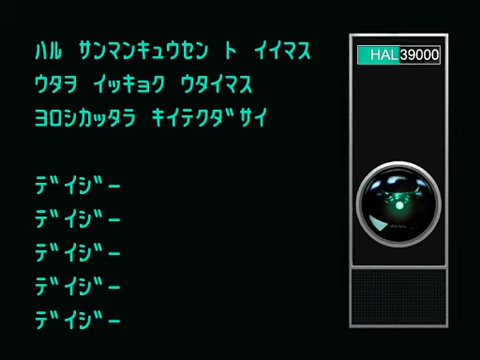 ハル サンマンキュウセン ト イイマス
ウタヲ イッキョク ウタイマス
ヨロシカッタラ キイテクダサイ
デイジー
デイジー
デイジー
デイジー
デイジー
HAL39000